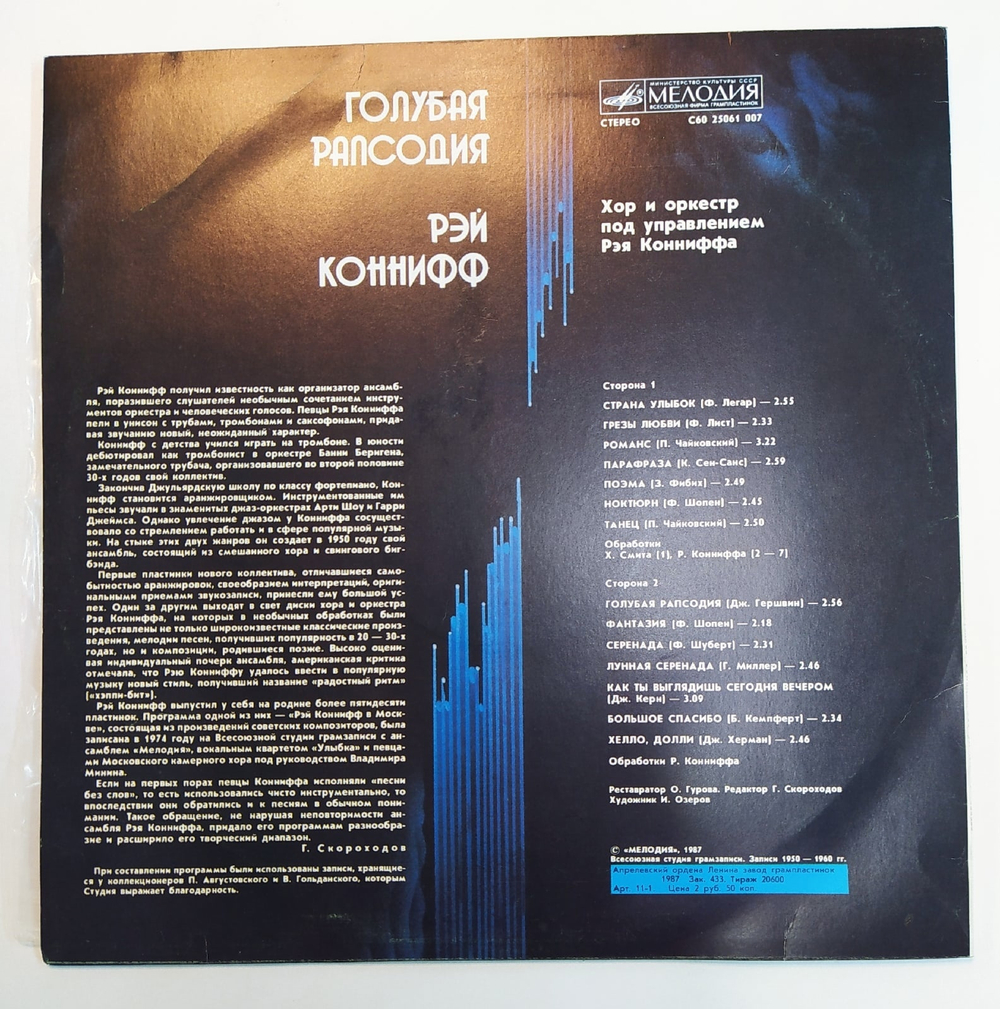 ГОЛУБАЯ
РАПСОДИЯ
РЭЙ
КОННИФФ
МИНИСТЕРСТВО КУЛЬТУРЫ СССР
МЕЛОДИЯ
ВСЕСОЮЗНАЯ ФИРМА ГРАМПЛАСТИНОК
СТЕРЕО С60 25061 007
Хор и оркестр
под управлением
Рэя Конниффа
Рэй Коннифф получил известность как организатор ансамб-
ля, поразившего слушателей необычным сочетанием инстру-
ментов оркестра и человеческих голосов. Певцы Рэя Конниффа
пели в унисон с трубами, тромбонами и саксофонами, прида-
вая звучанию новый, неожиданный характер.
Коннифф с детства учился играть на тромбоне. В юности
дебютировал как тромбонист в оркестре Банни Беригена,
замечательного трубача, организовавшего во второй половине
30-х годов свой коллектив.
Закончив Джульярдскую школу по классу фортепиано, Кон-
нифф становится аранжировщиком. Инструментованные им
пьесы звучали в знаменитых джаз-оркестрах Арти Шоу и Гарри
Джеймса. Однако увлечение джазом у Конниффа сосущест-
вовало со стремлением работать и в сфере популярной музы-
ки. На стыке этих двух жанров он создает в 1950 году свой
ансамбль, состоящий из смешанного хора и свингового биг-
бэнда.
Первые пластинки нового коллектива, отличавшиеся само-
бытностью аранжировок, своеобразием интерпретаций, ориги-
нальными приемами звукозаписи, принесли ему большой ус-
пех. Один за другим выходят в свет диски хора и оркестра
Рэя Конниффа, на которых в необычных обработках были
представлены не только широкоизвестные классические произ-
ведения, мелодии песен, получивших популярность в 20 — 30-х
годах, но и композиции, родившиеся позже. Высоко оцени-
вая индивидуальный почерк ансамбля, американская критика
отмечала, что Рэю Конниффу удалось ввести в популярную
музыку новый стиль, получивший название «радостный ритм»
(«хэппи-бит»).
Рэй Коннифф выпустил у себя на родине более пятидесяти
пластинок. Программа одной из них — «Рэй Коннифф в Моск-
ве», состоящая из произведений советских композиторов, была
записана в 1974 году на Всесоюзной студии грамзаписи с ан-
самблем «Мелодия», вокальным квартетом «Улыбка» и певца-
ми Московского камерного хора под руководством Владимира
Минина.
Если на первых порах певцы Конниффа исполняли «песни
без слов», то есть использовались чисто инструментально, то
впоследствии они обратились и к песням в обычном пони-
мании. Такое обращение, не нарушая неповторимости ан-
самбля Рэя Конниффа, придало его программам разнообра-
зие и расширило его творческий диапазон.
Г. Скороходов
При составлении программы были использованы записи, хранящие-
ся у коллекционеров П. Августовского и В. Гольданского, которым
Студия выражает благодарность.
Сторона 1
СТРАНА УЛЫБОК (Ф. Легар) — 2.55
ГРЕЗЫ ЛЮБВИ (Ф. Лист) — 2.33
РОМАНС (П. Чайковский) — 3.22
ПАРАФРАЗА (К. Сен-Санс) — 2.59
ПОЭМА (З. Фибих) — 2.49
НОКТЮРН (Ф. Шопен) — 2.45
ТАНЕЦ (П. Чайковский) — 2.50
Обработки
Х. Смита (1), Р. Конниффа (2 — 7)
Сторона 2
ГОЛУБАЯ РАПСОДИЯ (Дж. Гершвин) — 2.56
ФАНТАЗИЯ (Ф. Шопен) — 2.18
СЕРЕНАДА (Ф. Шуберт) — 2.31
ЛУННАЯ СЕРЕНАДА (Г. Миллер) — 2.46
КАК ТЫ ВЫГЛЯДИШЬ СЕГОДНЯ ВЕЧЕРОМ
(Дж. Керн) — 3.09
БОЛЬШОЕ СПАСИБО (Б. Кемпферт) — 2.34
ХЕЛЛО, ДОЛЛИ (Дж. Херман) — 2.46
Обработки Р. Конниффа
Реставратор О. Гурова. Редактор Г. Скороходов
Художник И. Озеров
© «МЕЛОДИЯ», 1987
Всесоюзная студия грамзаписи. Записи 1950 — 1960 гг.
Апрелевский ордена Ленина завод грампластинок
1987 Зак. 433. Тираж 20600
Арт. 11-1 Цена 2 руб. 50 коп.